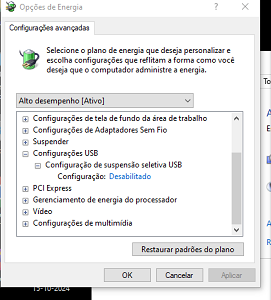 Opções de Energia
Configurações avançadas
Selecione o plano de energia que deseja personalizar e
escolha configurações que reflitam a forma como você
deseja que o computador administre a energia.
Alto desempenho [Ativo]
Configurações de tela de fundo da área de trabalho
Configurações de Adaptadores Sem Fio
Suspender
Configurações USB
Configuração de suspensão seletiva USB
Configuração: Desabilitado
PCI Express
Gerenciamento de energia do processador
Vídeo
Configurações de multimídia
Restaurar padrões do plano
OK
Cancelar
Aplicar
15-10-2024
To